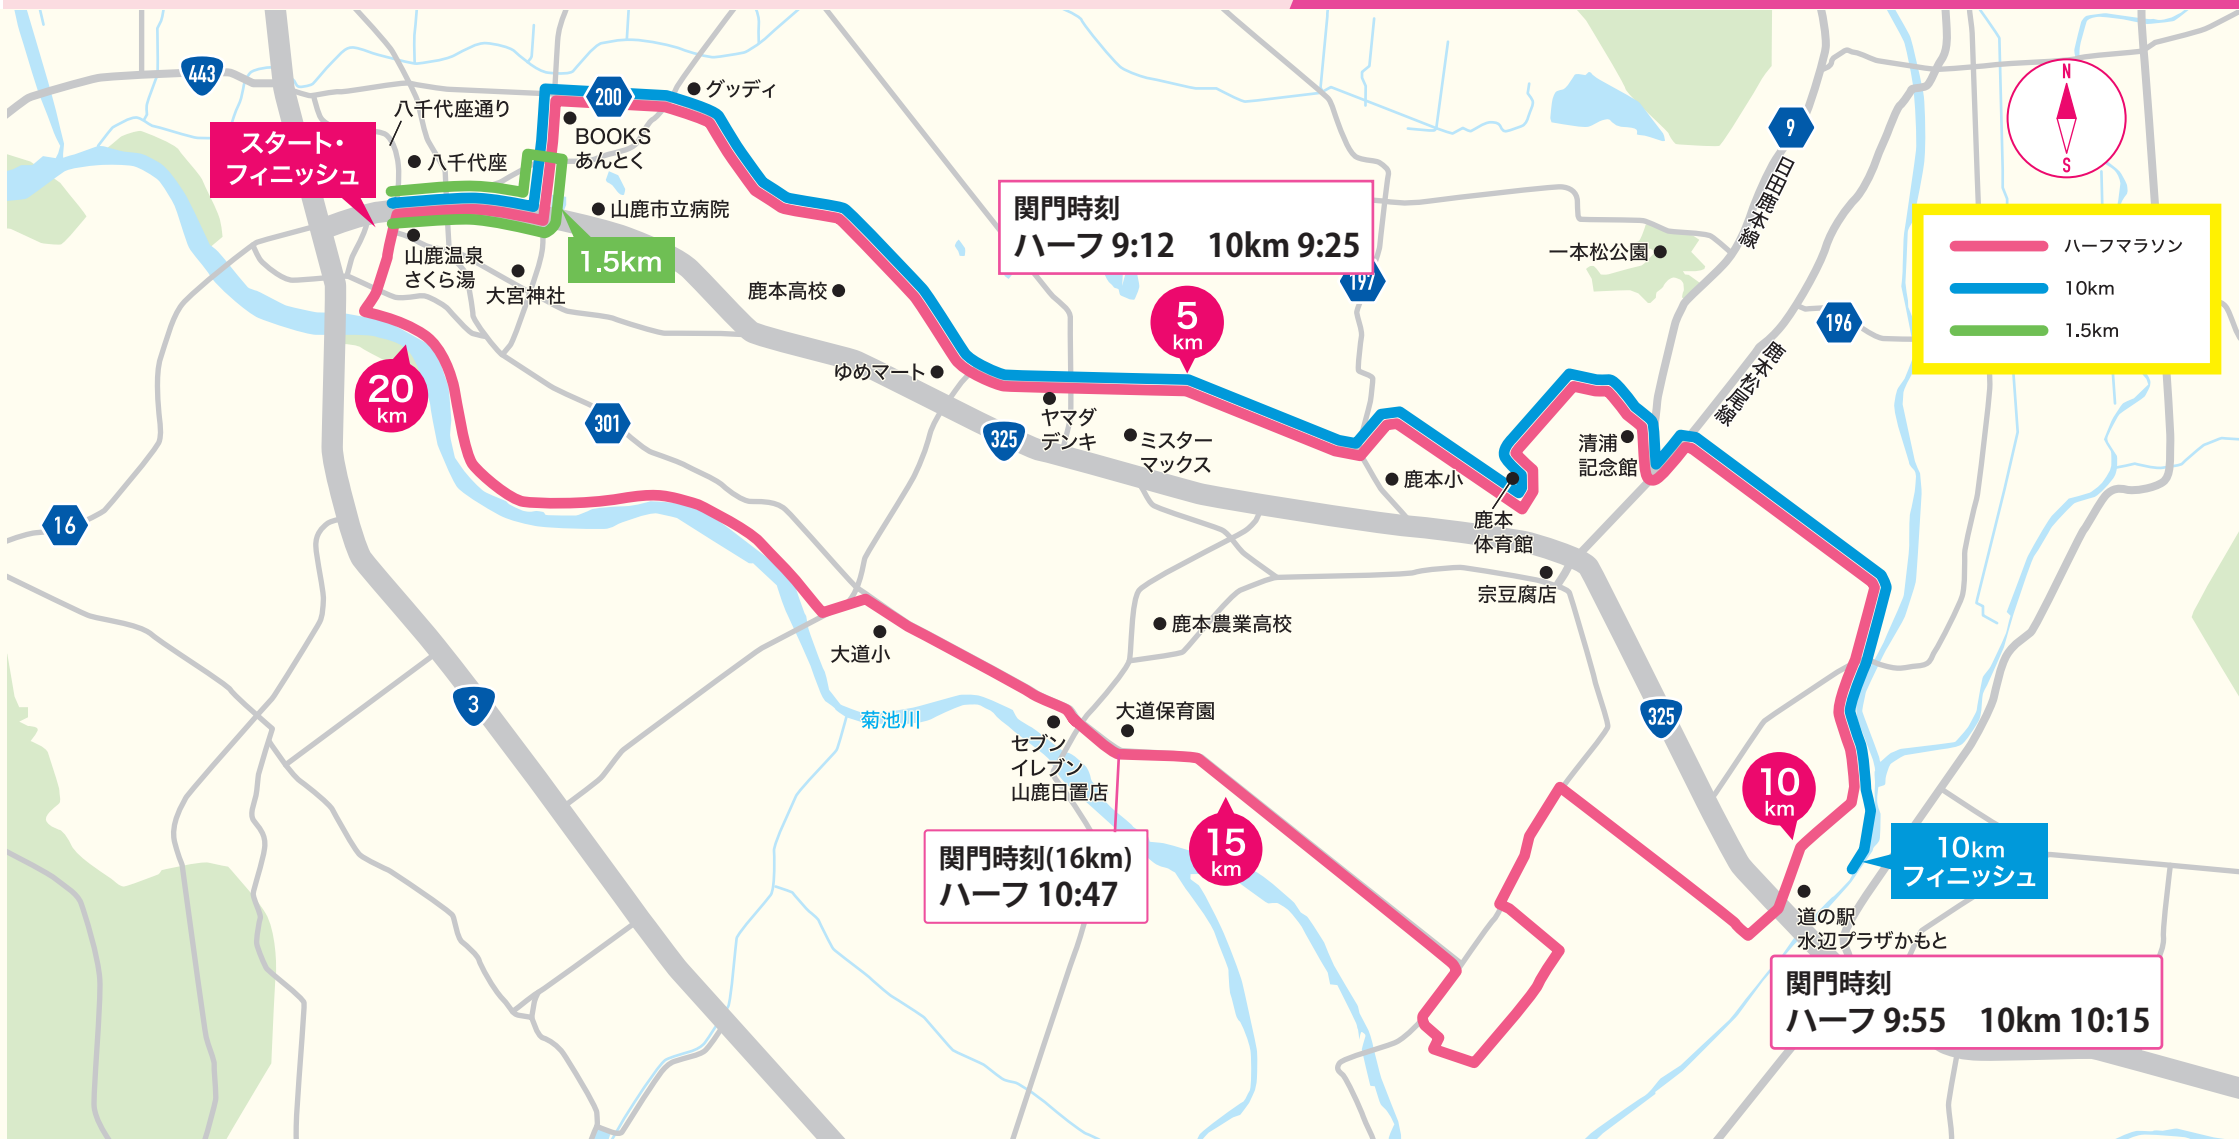 443
八千代座通り
スタート・
フィニッシュ
八千代座
200
グッディ
BOOKS
あんとく
山鹿市立病院
1.5km
山鹿温泉
さくら湯
大宮神社
鹿本高校
ゆめマート
関門時刻
ハーフ 9:12 10km 9:25
197
5
km
9
日田鹿本線
一本松公園
N
S
ハーフマラソン
10km
1.5km
196
鹿本松尾線
20
km
301
325
ヤマダ
デンキ
ミスター
マックス
鹿本小
清浦
記念館
鹿本
体育館
宗豆腐店
16
3
大道小
鹿本農業高校
菊池川
大道保育園
セブン
イレブン
山鹿日置店
325
10
km
15
km
関門時刻(16km)
ハーフ 10:47
10km
フィニッシュ
道の駅
水辺プラザかもと
関門時刻
ハーフ 9:55 10km 10:15